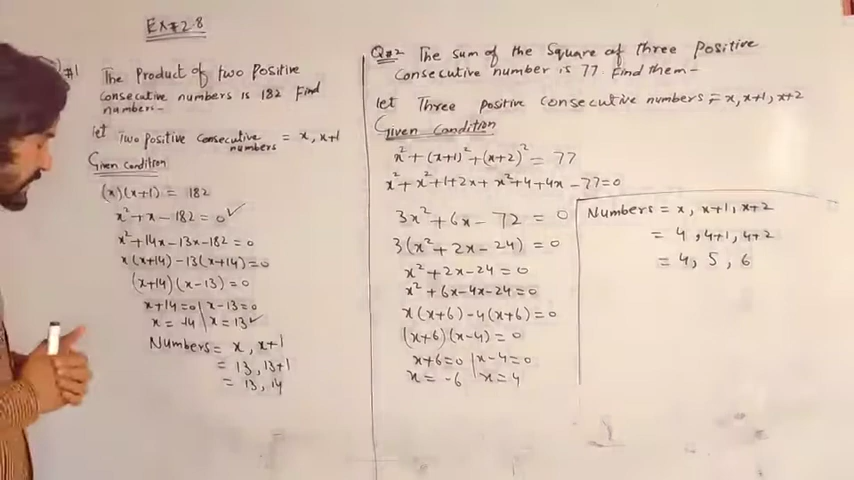 Ex#2.8
#1
The Product of two Positive
consecutive numbers is 182 Find
numbers-
let Two positive consecutive numbers = x, x+1
Given condition
(x)(x+1) = 182
x²+x-182=0 ✓
x²+14x-13x-182=0
x(x+14)-13(x+14)=0
(x+14)(x-13)=0
x+14=0 | x-13=0
x=-14 | x=13 ✓
Numbers= x, x+1
= 13, 13+1
= 13, 14
Q#2 The sum of the Square of three Positive
consecutive number is 77. Find them-
let Three positive consecutive numbers = x, x+1, x+2
Given condition
x²+(x+1)²+(x+2)² = 77
x²+x²+1+2x+x²+4+4x-77=0
3x²+6x-72=0
3(x²+2x-24)=0
x²+2x-24=0
x²+6x-4x-24=0
x(x+6)-4(x+6)=0
(x+6)(x-4)=0
x+6=0 | x-4=0
x=-6 | x=4
Numbers = x, x+1, x+2
= 4, 4+1, 4+2
= 4, 5, 6